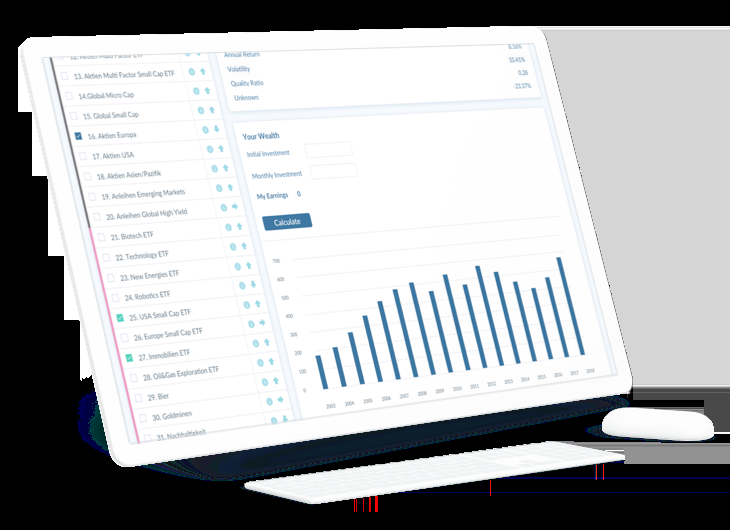 12. Aktien Multi Factor ETF
13. Aktien Multi Factor Small Cap ETF
14.Global Micro Cap
15. Global Small Cap
16. Aktien Europa
17. Aktien USA
18. Aktien Asien/Pazifik
19. Anleihen Emerging Markets
20. Anleihen Global High Yield
21. Biotech ETF
22. Technology ETF
23. New Energies ETF
24. Robotics ETF
25. USA Small Cap ETF
26. Europe Small Cap ETF
27. Immobilien ETF
28. Oil&Gas Exploration ETF
29. Bier
30. Goldminen
31. Nachhaltigkeit
Annual Return 8.16%
Volatility 10.41%
Quality Ratio 0.26
Unknown -23.37%
Your Wealth
Initial Investment
Monthly Investment
My Earnings 0
Calculate
700
600
500
400
300
200
100
0
2003 2004 2005 2006 2007 2008 2009 2010 2011 2012 2013 2014 2015 2016 2017 2018